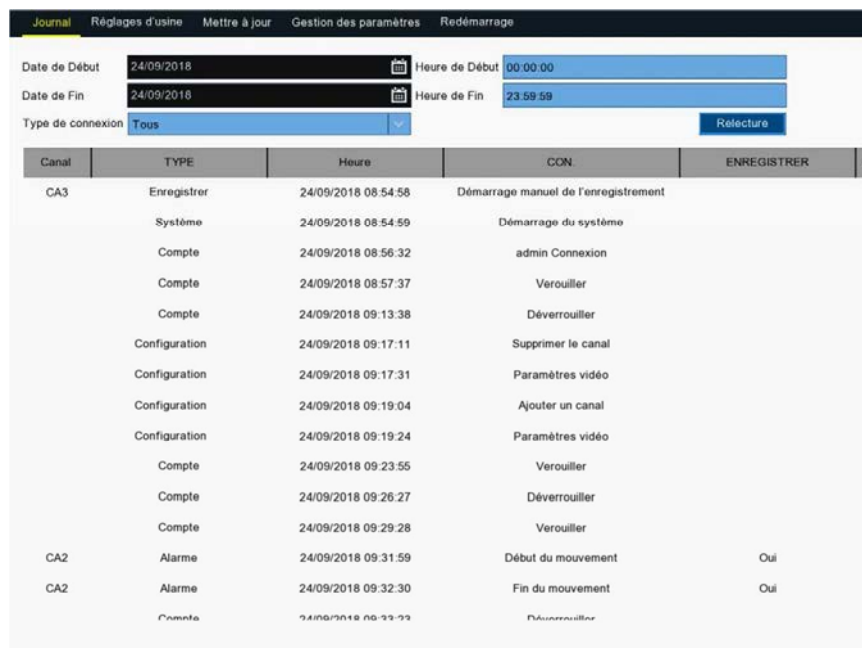 Journal Réglages d'usine Mettre à jour Gestion des paramètres Redémarrage
Date de Début 24/09/2018 Heure de Début 00:00:00
Date de Fin 24/09/2018 Heure de Fin 23:59:59
Type de connexion Tous Relecture
Canal TYPE Heure CON. ENREGISTRER
CA3 Enregistrer 24/09/2018 08:54:58 Démarrage manuel de l'enregistrement
Système 24/09/2018 08:54:59 Démarrage du système
Compte 24/09/2018 08:56:32 admin Connexion
Compte 24/09/2018 08:57:37 Verouiller
Compte 24/09/2018 09:13:38 Déverrouiller
Configuration 24/09/2018 09:17:11 Supprimer le canal
Configuration 24/09/2018 09:17:31 Paramètres vidéo
Configuration 24/09/2018 09:19:04 Ajouter un canal
Configuration 24/09/2018 09:19:24 Paramètres vidéo
Compte 24/09/2018 09:23:55 Verouiller
Compte 24/09/2018 09:26:27 Déverrouiller
Compte 24/09/2018 09:29:28 Verouiller
CA2 Alarme 24/09/2018 09:31:59 Début du mouvement Oui
CA2 Alarme 24/09/2018 09:32:30 Fin du mouvement Oui
Compte 24/09/2018 09:33:23 Déverrouiller